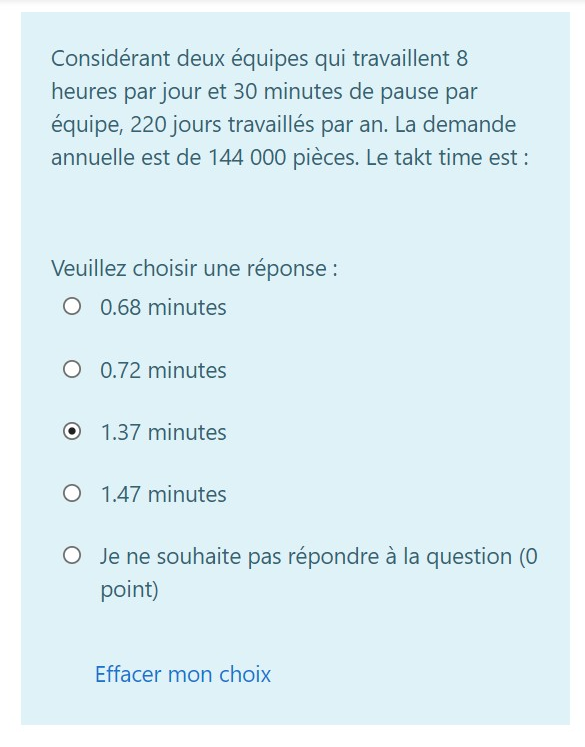 Considérant deux équipes qui travaillent 8
heures par jour et 30 minutes de pause par
équipe, 220 jours travaillés par an. La demande
annuelle est de 144 000 pièces. Le takt time est :
Veuillez choisir une réponse :
0.68 minutes
0.72 minutes
1.37 minutes
1.47 minutes
Je ne souhaite pas répondre à la question (0
point)
Effacer mon choix